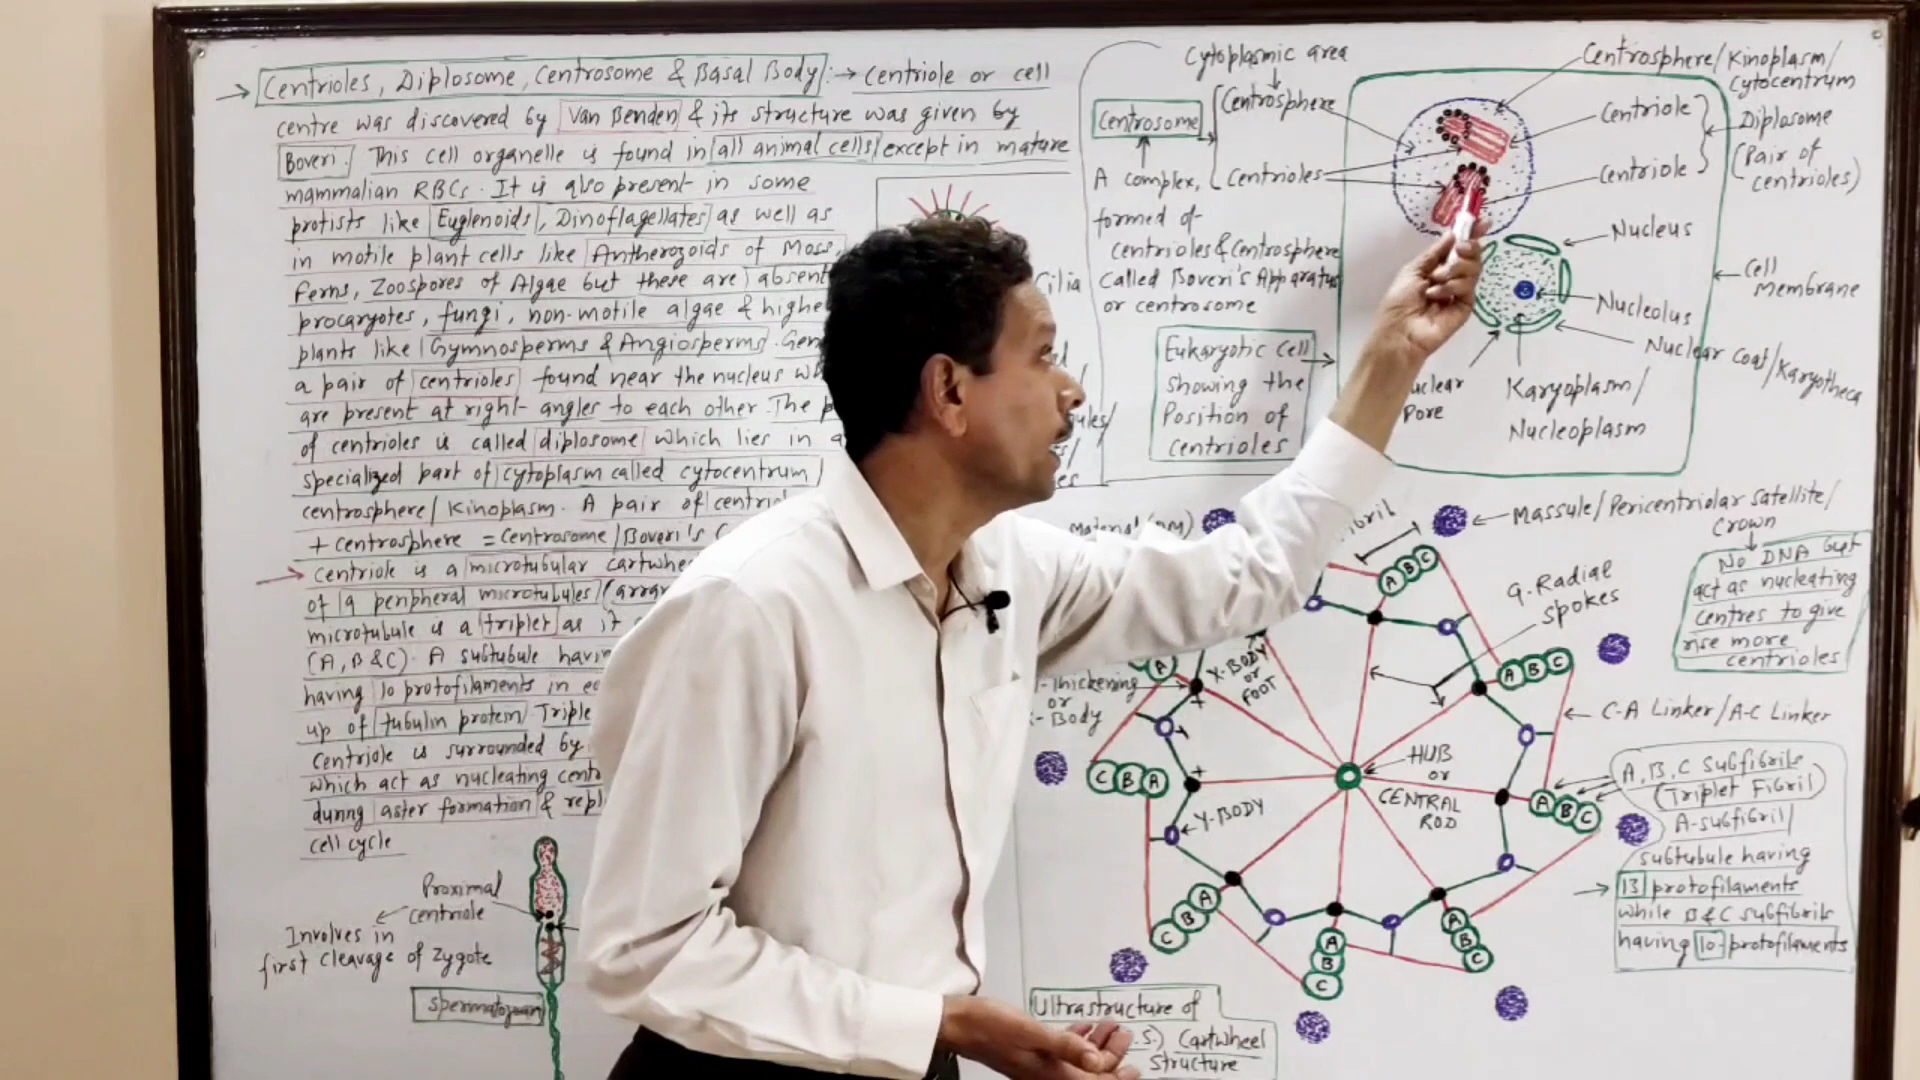 → Centrioles, Diplosome, Centrosome & Basal Body :→ Centriole or cell
centre was discovered by Van Benden & its structure was given by
Boveri. This cell organelle is found in all animal cells except in mature
mammalian RBCs. It is also present in some
protists like Euglenoids, Dinoflagellates as well as
in motile plant cells like Antherozoids of Moss,
Ferns, Zoospores of Algae but these are absent
procaryotes, fungi, non-motile algae & highe
plants like Gymnosperms & Angiosperms. Gen
a pair of centrioles found near the nucleus
are present at right-angles to each other. The
of centrioles is called diplosome which lies in a
specialized part of cytoplasm called cytocentrum/
centrosphere/Kinoplasm. A pair of
+ centrosphere = Centrosome/Boveri's
→ Centriole is a microtubular
of 9 peripheral microtubules
microtubule is a triplet as it
(A, B & C). A subtubule
having 10 protofilaments in
up of tubulin protein.
Centriole is surrounded by
which act as nucleating
during aster formation &
cell cycle
Proximal
centriole
Involves in
first cleavage of Zygote
Spermatozoan
Cilia
Cytoplasmic area
Centrosome
Centrosphere
Centrioles
A complex,
formed of
centrioles & Centrosphere
Called Boveri's Apparatus
or centrosome
Eukaryotic Cell
showing the
Position of
centrioles
Centrosphere/Kinoplasm/
Cytocentrum
Centriole
Centriole
Diplosome
(Pair of
centrioles)
Nucleus
Cell
membrane
Nucleolus
Nuclear Coat/Karyotheca
Pore
Karyoplasm/
Nucleoplasm
Massule/Pericentriolar satellite/
Crown
No DNA but
act as nucleating
centres to give
rise more
centrioles
A B C
9-Radial
spokes
A B C
C-A Linker/A-C Linker
A
X-BODY
or
FOOT
-Thickening
or
-Body
HUB
or
CENTRAL
ROD
C B A
Y-BODY
A B C
A, B, C Subfibrils
(Triplet Fibril)
A-subfibril/
subtubule having
→ 13 protofilaments
while B & C subfibrils
having 10-protofilaments
C B A
A B C
A B C
Ultrastructure of
Cartwheel
Structure